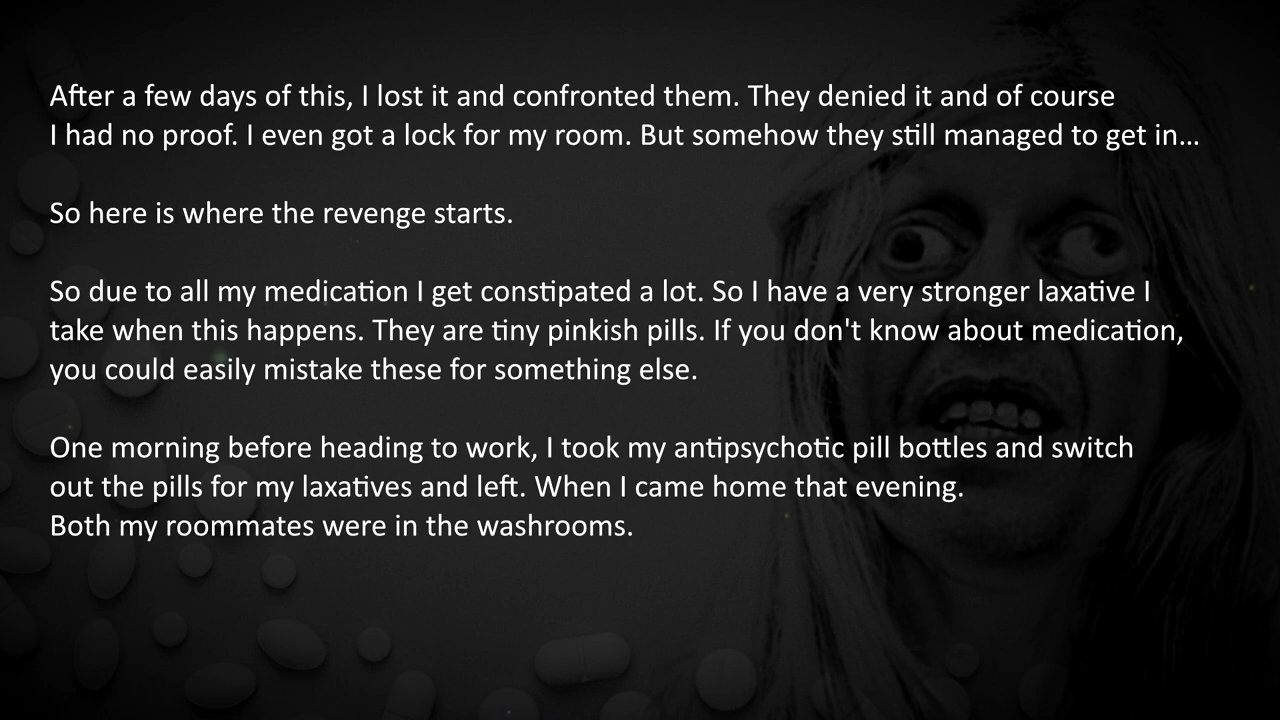 After a few days of this, I lost it and confronted them. They denied it and of course
I had no proof. I even got a lock for my room. But somehow they still managed to get in...
So here is where the revenge starts.
So due to all my medication I get constipated a lot. So I have a very stronger laxative I
take when this happens. They are tiny pinkish pills. If you don't know about medication,
you could easily mistake these for something else.
One morning before heading to work, I took my antipsychotic pill bottles and switch
out the pills for my laxatives and left. When I came home that evening.
Both my roommates were in the washrooms.